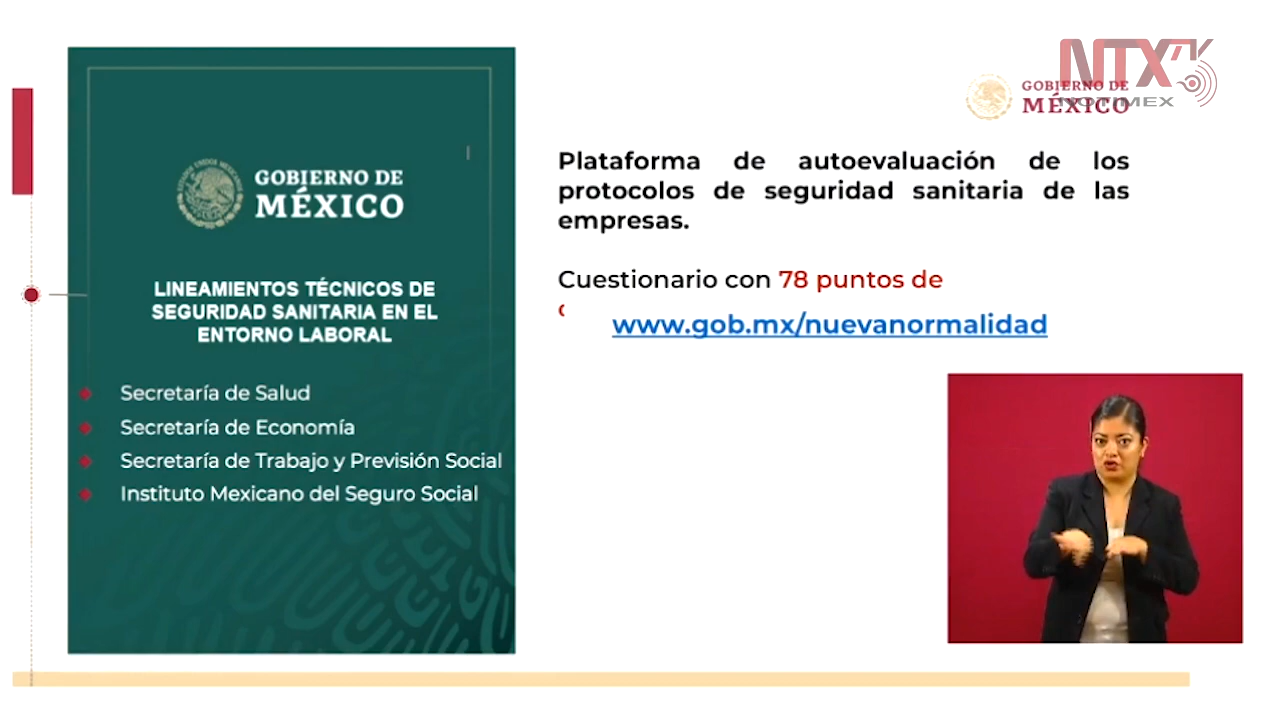 GOBIERNO DE
MÉXICO
LINEAMIENTOS TÉCNICOS DE
SEGURIDAD SANITARIA EN EL
ENTORNO LABORAL
Secretaría de Salud
Secretaría de Economía
Secretaría de Trabajo y Previsión Social
Instituto Mexicano del Seguro Social
NTX
NOTIMEX
GOBIERNO DE
MÉXICO
Plataforma de autoevaluación de los
protocolos de seguridad sanitaria de las
empresas.
Cuestionario con 78 puntos de
www.gob.mx/nuevanormalidad